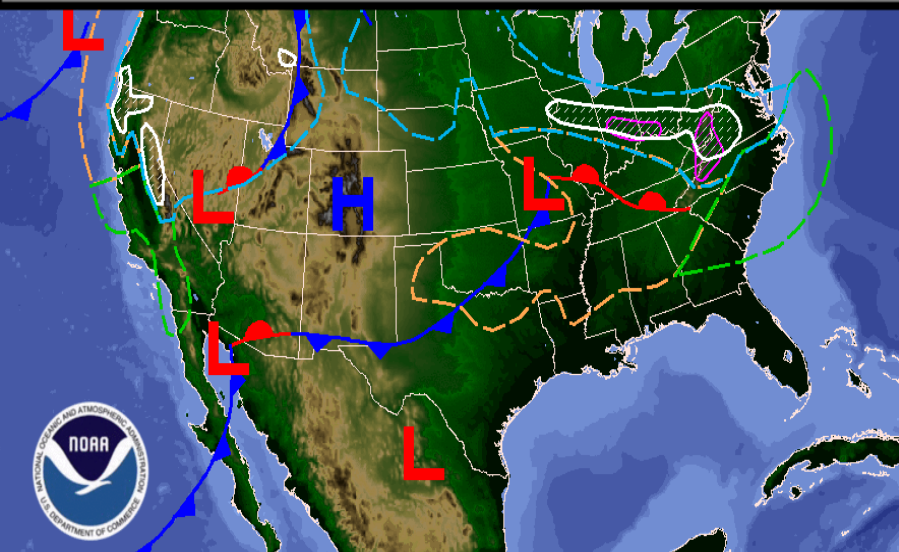 L
L
H
L
L
L
NATIONAL OCEANIC AND ATMOSPHERIC ADMINISTRATION
NOAA
U.S. DEPARTMENT OF COMMERCE